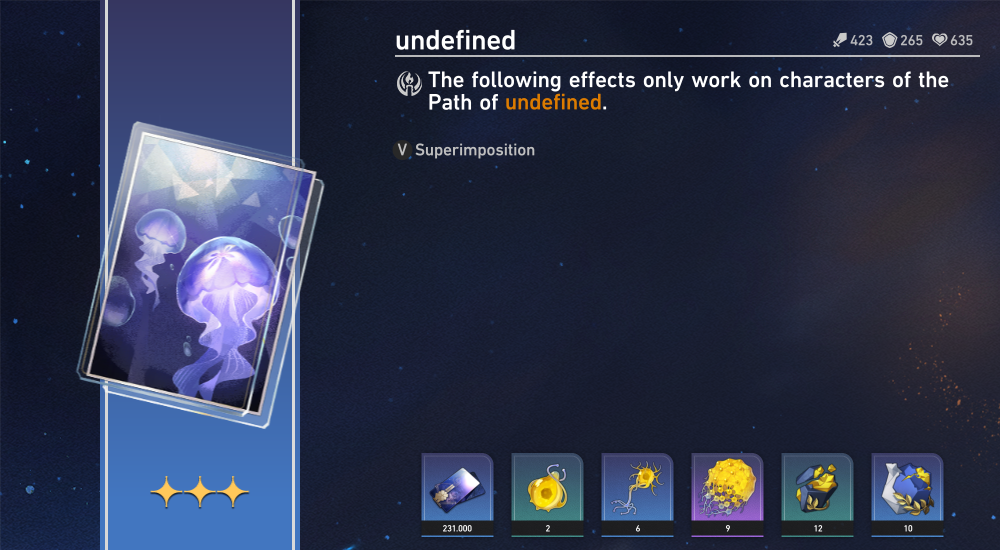 undefined
423 265 635
The following effects only work on characters of the
Path of undefined.
V Superimposition
231.000 2 6 9 12 10